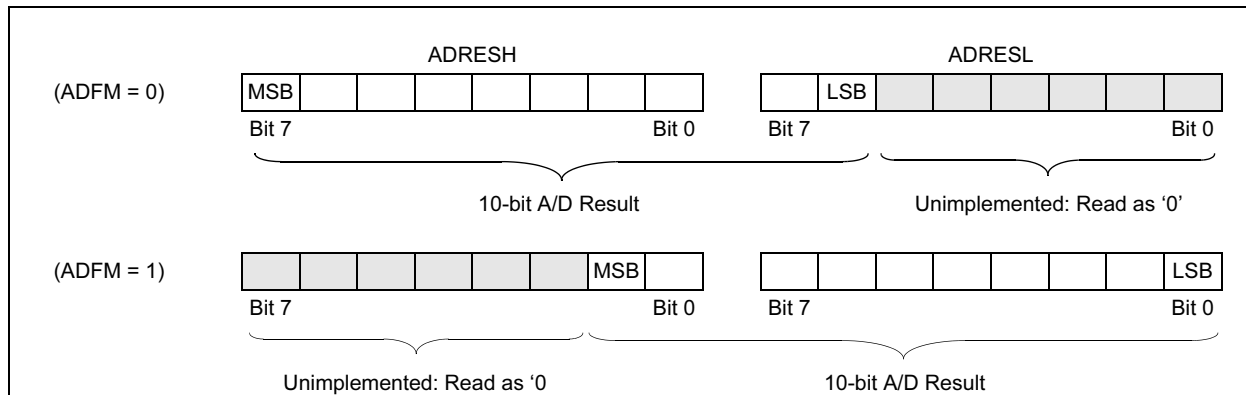 ADRESH ADRESL
(ADFM = 0) MSB LSB
Bit 7 Bit 0 Bit 7 Bit 0
10-bit A/D Result Unimplemented: Read as ‘0’
(ADFM = 1) MSB LSB
Bit 7 Bit 0 Bit 7 Bit 0
Unimplemented: Read as ‘0 10-bit A/D Result